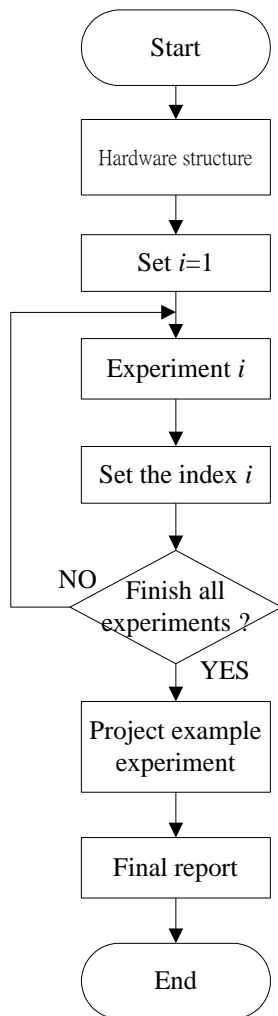 Start
Hardware structure
Set i=1
Experiment i
Set the index i
NO
Finish all
experiments ?
YES
Project example
experiment
Final report
End